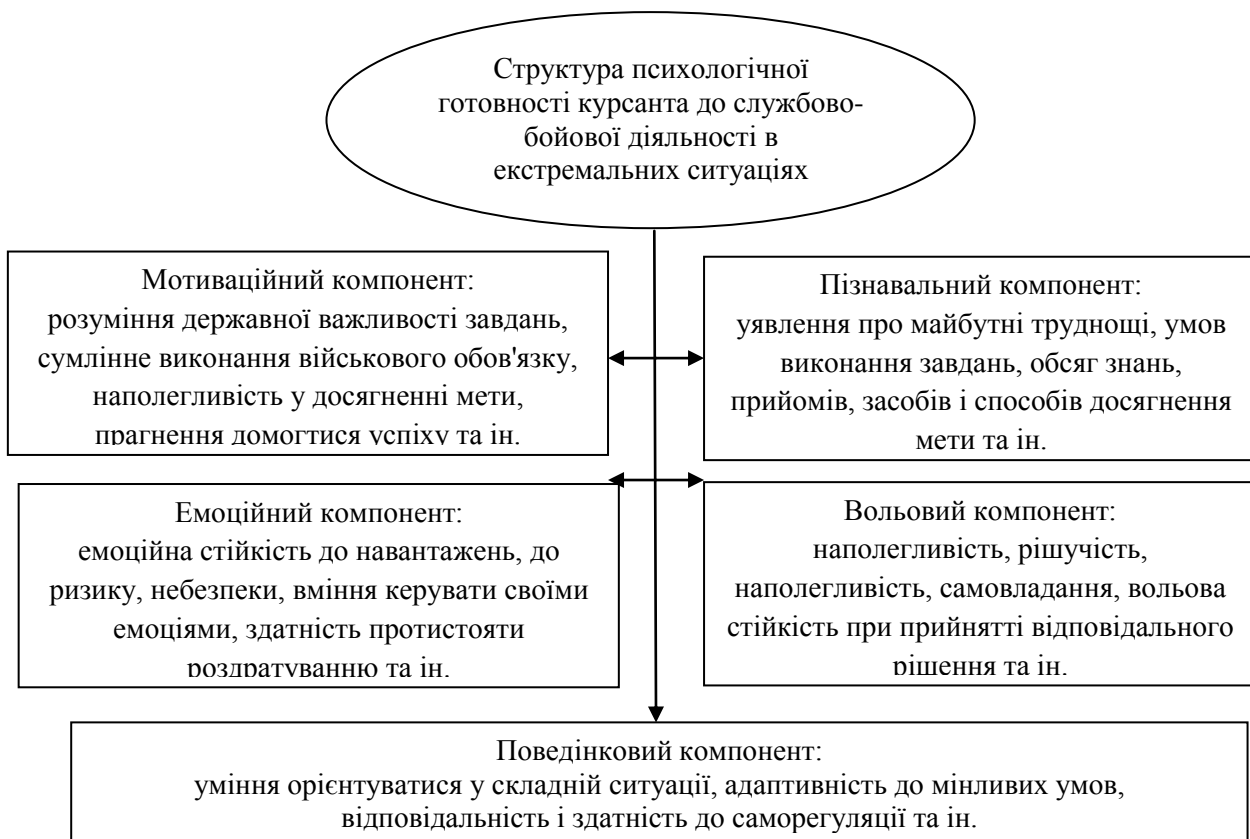 Структура психологічної
готовності курсанта до службово-
бойової діяльності в
екстремальних ситуаціях
Мотиваційний компонент:
розуміння державної важливості завдань,
сумлінне виконання військового обов'язку,
наполегливість у досягненні мети,
прагнення домогтися успіху та ін.
Пізнавальний компонент:
уявлення про майбутні труднощі, умов
виконання завдань, обсяг знань,
прийомів, засобів і способів досягнення
мети та ін.
Емоційний компонент:
емоційна стійкість до навантажень, до
ризику, небезпеки, вміння керувати своїми
емоціями, здатність протистояти
роздратуванню та ін.
Вольовий компонент:
наполегливість, рішучість,
наполегливість, самовладання, вольова
стійкість при прийнятті відповідального
рішення та ін.
Поведінковий компонент:
уміння орієнтуватися у складній ситуації, адаптивність до мінливих умов,
відповідальність і здатність до саморегуляції та ін.